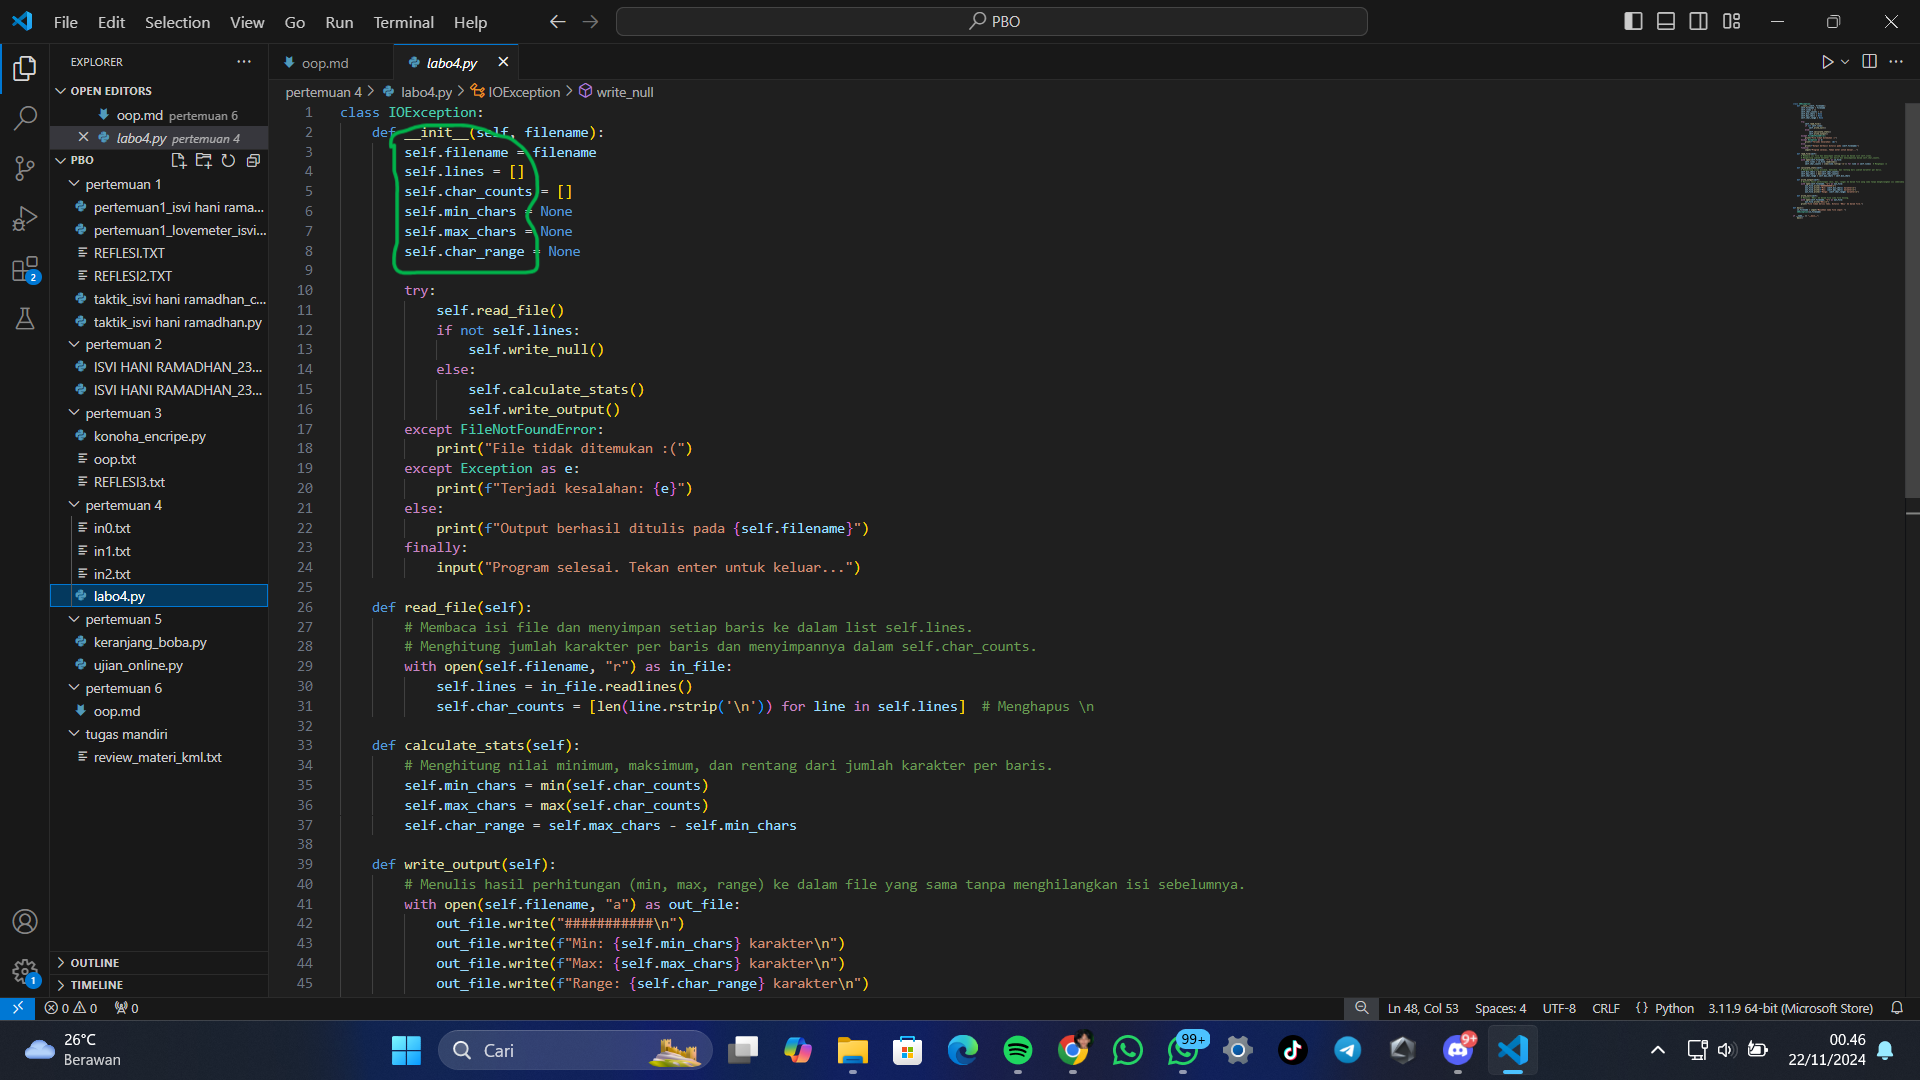 File Edit Selection View Go Run Terminal Help
PBO
EXPLORER
OPEN EDITORS
oop.md pertemuan 6
labo4.py pertemuan 4
PBO
pertemuan 1
pertemuan1_isvi hani rama...
pertemuan1_lovemeter_isvi...
REFLESI.TXT
REFLESI2.TXT
taktik_isvi hani ramadhan_c...
taktik_isvi hani ramadhan.py
pertemuan 2
ISVI HANI RAMADHAN_23...
ISVI HANI RAMADHAN_23...
pertemuan 3
konoha_encripe.py
oop.txt
REFLESI3.txt
pertemuan 4
in0.txt
in1.txt
in2.txt
labo4.py
pertemuan 5
keranjang_boba.py
ujian_online.py
pertemuan 6
oop.md
tugas mandiri
review_materi_kml.txt
OUTLINE
TIMELINE
2
1
oop.md
labo4.py
pertemuan 4 > labo4.py > IOException > write_null
1 class IOException:
2 def __init__(self, filename):
3 self.filename = filename
4 self.lines = []
5 self.char_counts = []
6 self.min_chars = None
7 self.max_chars = None
8 self.char_range = None
9
10 try:
11 self.read_file()
12 if not self.lines:
13 self.write_null()
14 else:
15 self.calculate_stats()
16 self.write_output()
17 except FileNotFoundError:
18 print("File tidak ditemukan :(")
19 except Exception as e:
20 print(f"Terjadi kesalahan: {e}")
21 else:
22 print(f"Output berhasil ditulis pada {self.filename}")
23 finally:
24 input("Program selesai. Tekan enter untuk keluar...")
25
26 def read_file(self):
27 # Membaca isi file dan menyimpan setiap baris ke dalam list self.lines.
28 # Menghitung jumlah karakter per baris dan menyimpannya dalam self.char_counts.
29 with open(self.filename, "r") as in_file:
30 self.lines = in_file.readlines()
31 self.char_counts = [len(line.rstrip('\n')) for line in self.lines] # Menghapus \n
32
33 def calculate_stats(self):
34 # Menghitung nilai minimum, maksimum, dan rentang dari jumlah karakter per baris.
35 self.min_chars = min(self.char_counts)
36 self.max_chars = max(self.char_counts)
37 self.char_range = self.max_chars - self.min_chars
38
39 def write_output(self):
40 # Menulis hasil perhitungan (min, max, range) ke dalam file yang sama tanpa menghilangkan isi sebelumnya.
41 with open(self.filename, "a") as out_file:
42 out_file.write("###########\n")
43 out_file.write(f"Min: {self.min_chars} karakter\n")
44 out_file.write(f"Max: {self.max_chars} karakter\n")
45 out_file.write(f"Range: {self.char_range} karakter\n")
0 0 0
Ln 48, Col 53 Spaces: 4 UTF-8 CRLF {} Python 3.11.9 64-bit (Microsoft Store)
26°C
Berawan
Cari
99+
9+
00.46
22/11/2024